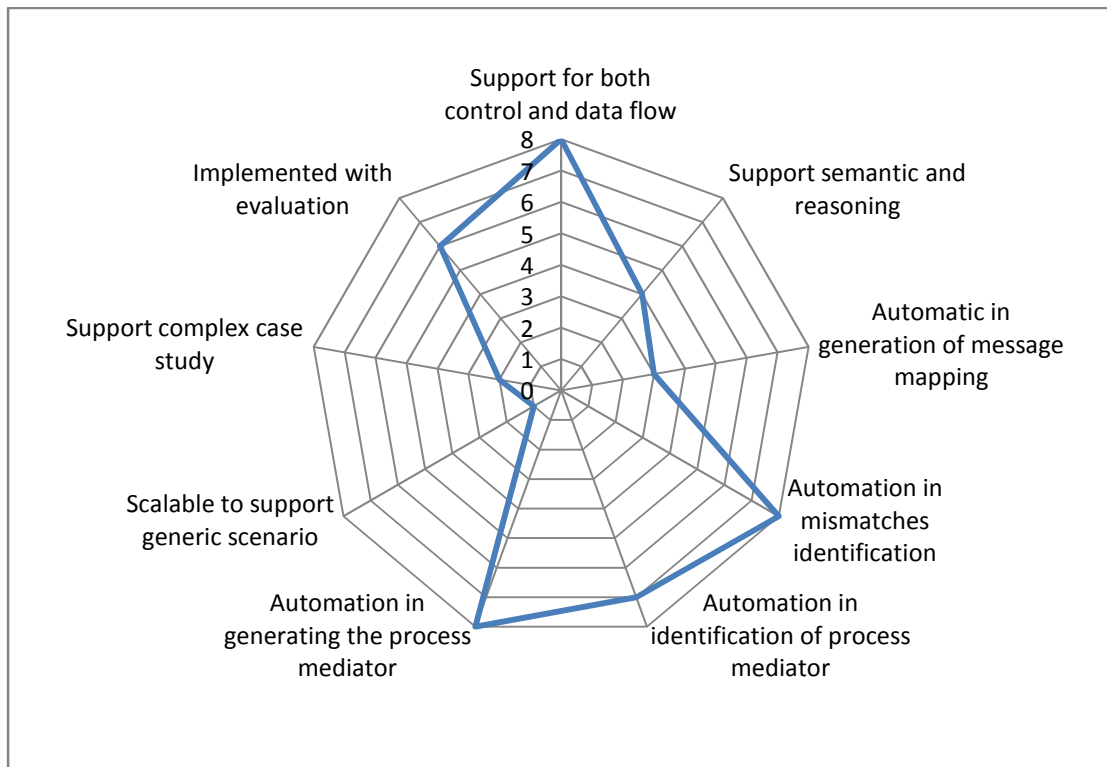 Support for both
control and data flow
8
7
6
5
4
3
2
1
0
Support semantic and
reasoning
Automatic in
generation of message
mapping
Automation in
mismatches
identification
Automation in
identification of process
mediator
Automation in
generating the process
mediator
Scalable to support
generic scenario
Support complex case
study
Implemented with
evaluation